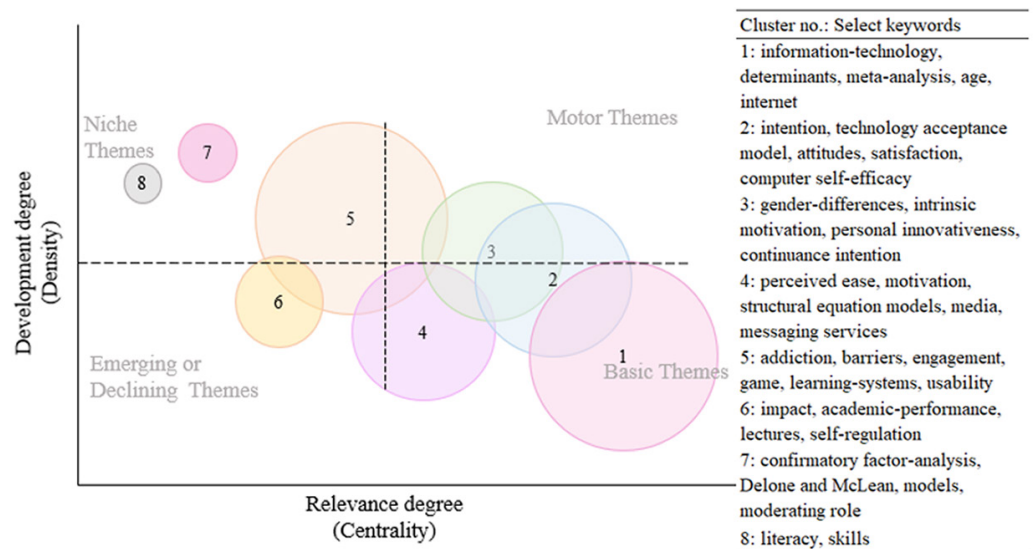 Niche
Themes
Motor Themes
7
8
5
3
2
6
4
1
Emerging or
Declining Themes
Basic Themes
Development degree
(Density)
Relevance degree
(Centrality)
Cluster no.: Select keywords
1: information-technology,
determinants, meta-analysis, age,
internet
2: intention, technology acceptance
model, attitudes, satisfaction,
computer self-efficacy
3: gender-differences, intrinsic
motivation, personal innovativeness,
continuance intention
4: perceived ease, motivation,
structural equation models, media,
messaging services
5: addiction, barriers, engagement,
game, learning-systems, usability
6: impact, academic-performance,
lectures, self-regulation
7: confirmatory factor-analysis,
Delone and McLean, models,
moderating role
8: literacy, skills